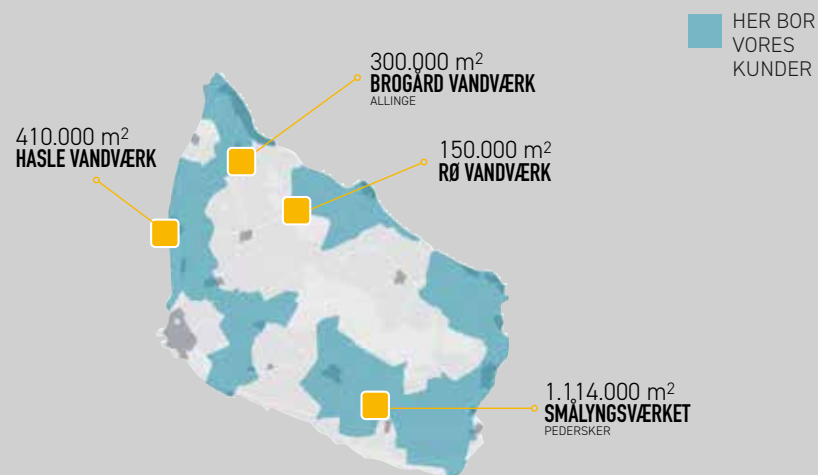 HER BOR
VORES
KUNDER
300.000 m²
BROGÅRD VANDVÆRK
ALLINGE
410.000 m²
HASLE VANDVÆRK
150.000 m²
RØ VANDVÆRK
1.114.000 m²
SMÅLYNGSVÆRKET
PEDERSKER